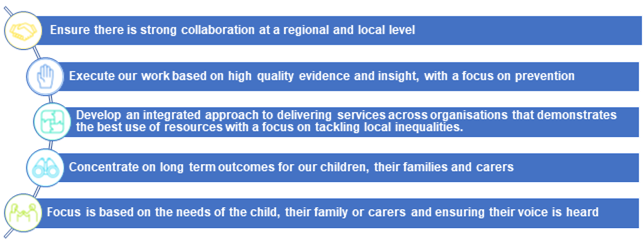 Ensure there is strong collaboration at a regional and local level
Execute our work based on high quality evidence and insight, with a focus on prevention
Develop an integrated approach to delivering services across organisations that demonstrates
the best use of resources with a focus on tackling local inequalities.
Concentrate on long term outcomes for our children, their families and carers
Focus is based on the needs of the child, their family or carers and ensuring their voice is heard